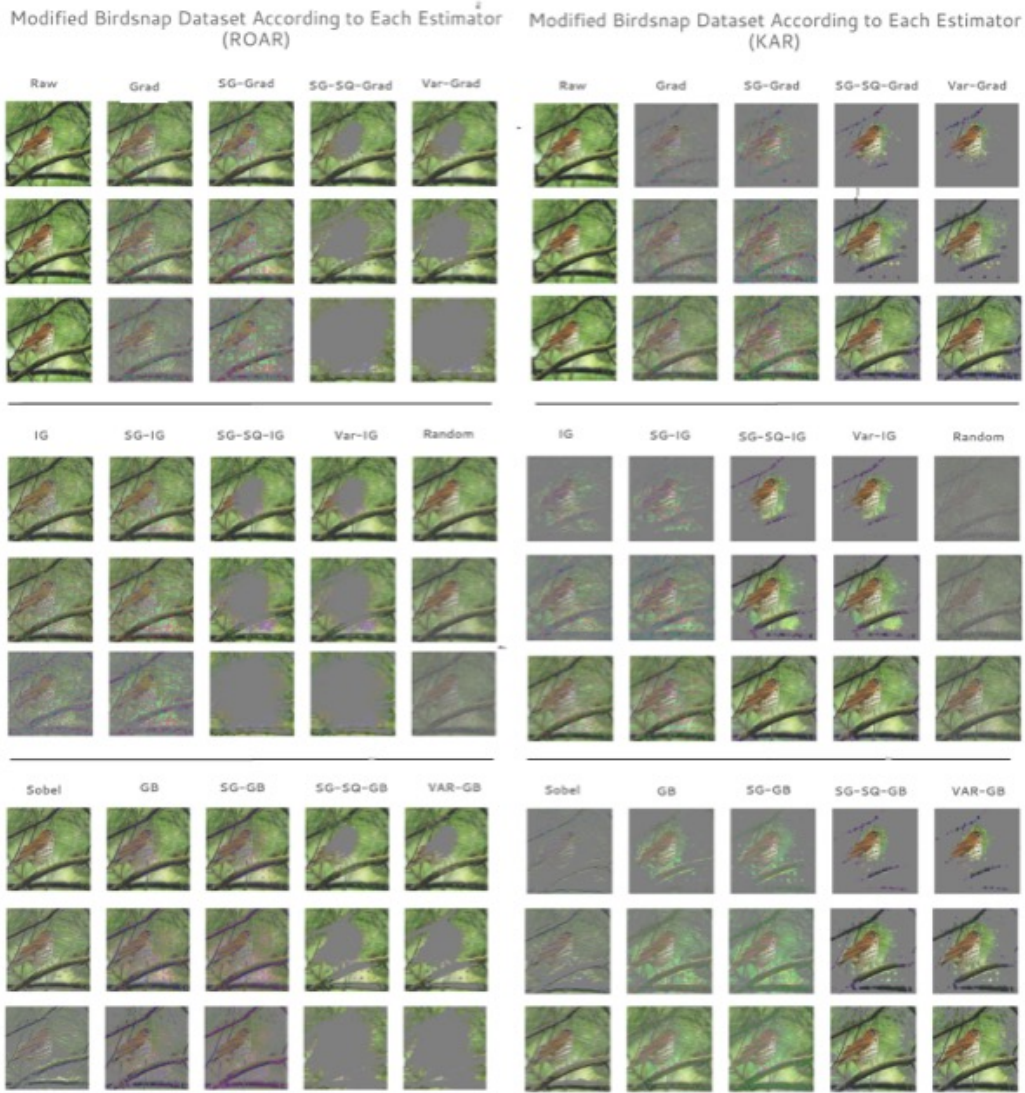 Modified Birdsnap Dataset According to Each Estimator
(ROAR)
Raw Grad SG-Grad SG-SQ-Grad Var-Grad
IG SG-IG SG-SQ-IG Var-IG Random
Sobel GB SG-GB SG-SQ-GB VAR-GB
Modified Birdsnap Dataset According to Each Estimator
(KAR)
Raw Grad SG-Grad SG-SQ-Grad Var-Grad
IG SG-IG SG-SQ-IG Var-IG Random
Sobel GB SG-GB SG-SQ-GB VAR-GB